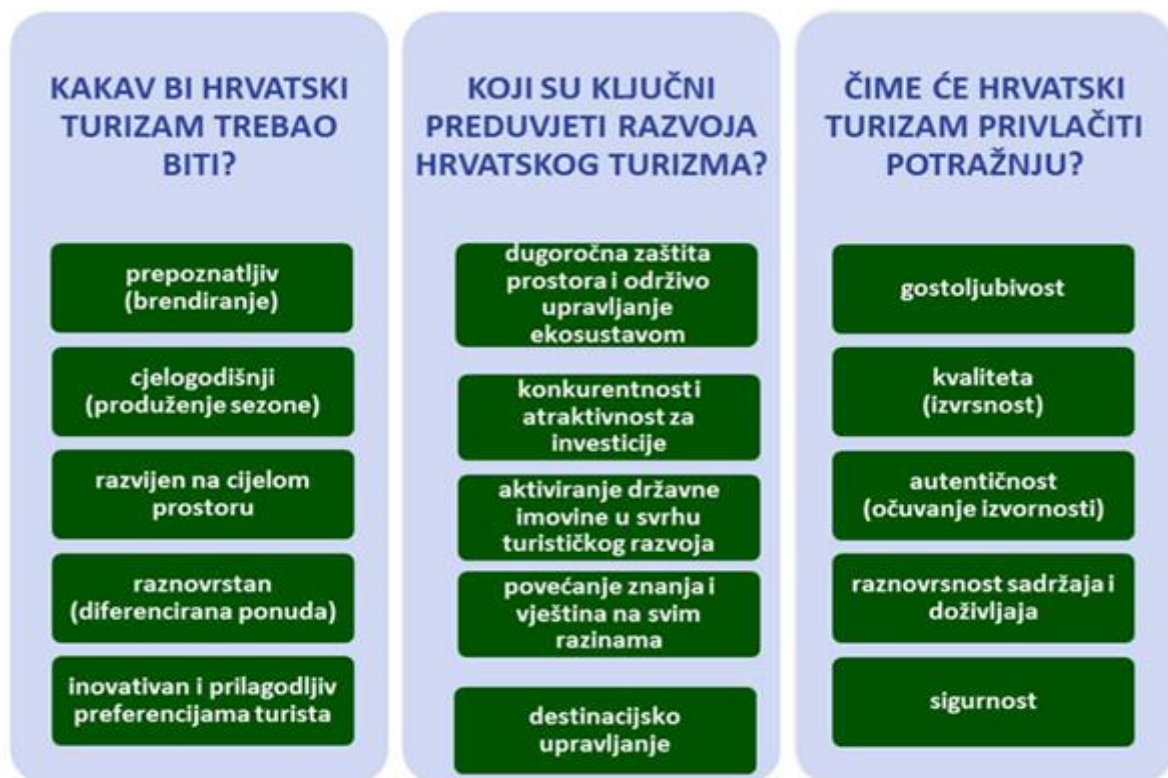 KAKAV BI HRVATSKI
TURIZAM TREBAO
BITI?
prepoznatljiv
(brendiranje)
cjelogodišnji
(produženje sezone)
razvijen na cijelom
prostoru
raznovrstan
(diferencirana ponuda)
inovativan i prilagodljiv
preferencijama turista
KOJI SU KLJUČNI
PREDUVJETI RAZVOJA
HRVATSKOG TURIZMA?
dugoročna zaštita
prostora i održivo
upravljanje
ekosustavom
konkurentnost i
atraktivnost za
investicije
aktiviranje državne
imovine u svrhu
turističkog razvoja
povećanje znanja i
vještina na svim
razinama
destinacijsko
upravljanje
ČIME ĆE HRVATSKI
TURIZAM PRIVLAČITI
POTRAŽNJU?
gostoljubivost
kvaliteta
(izvrsnost)
autentičnost
(očuvanje izvornosti)
raznovrsnost sadržaja i
doživljaja
sigurnost